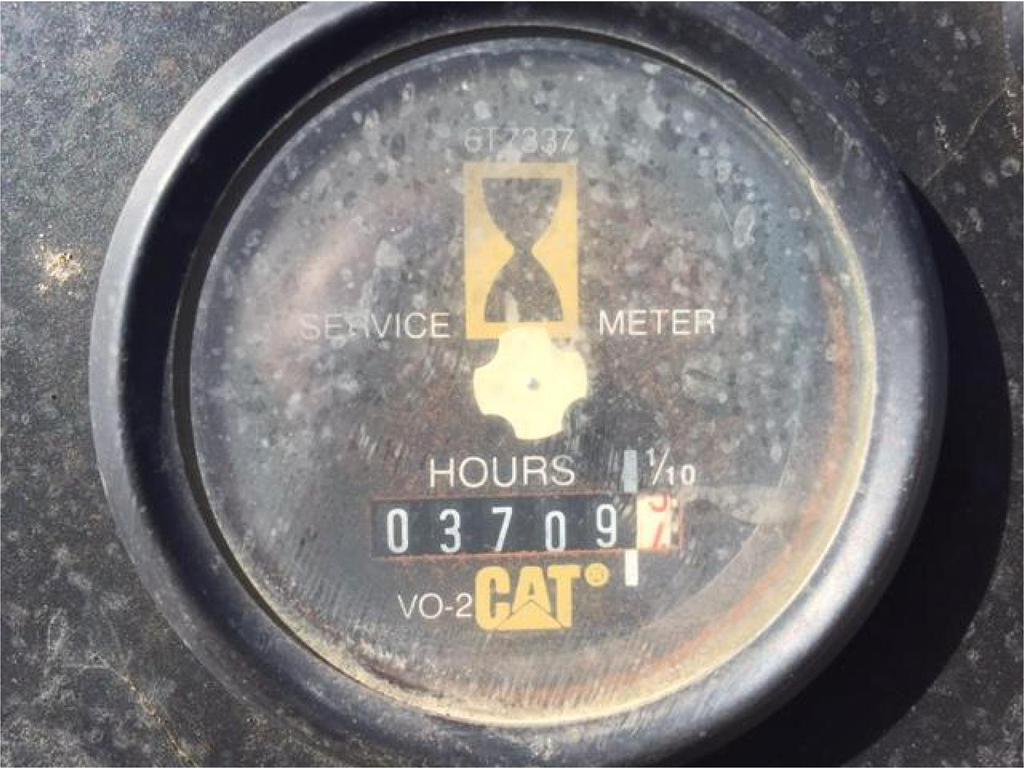 6T7337
SERVICE METER
HOURS 1/10
03709
VO-2 CAT®